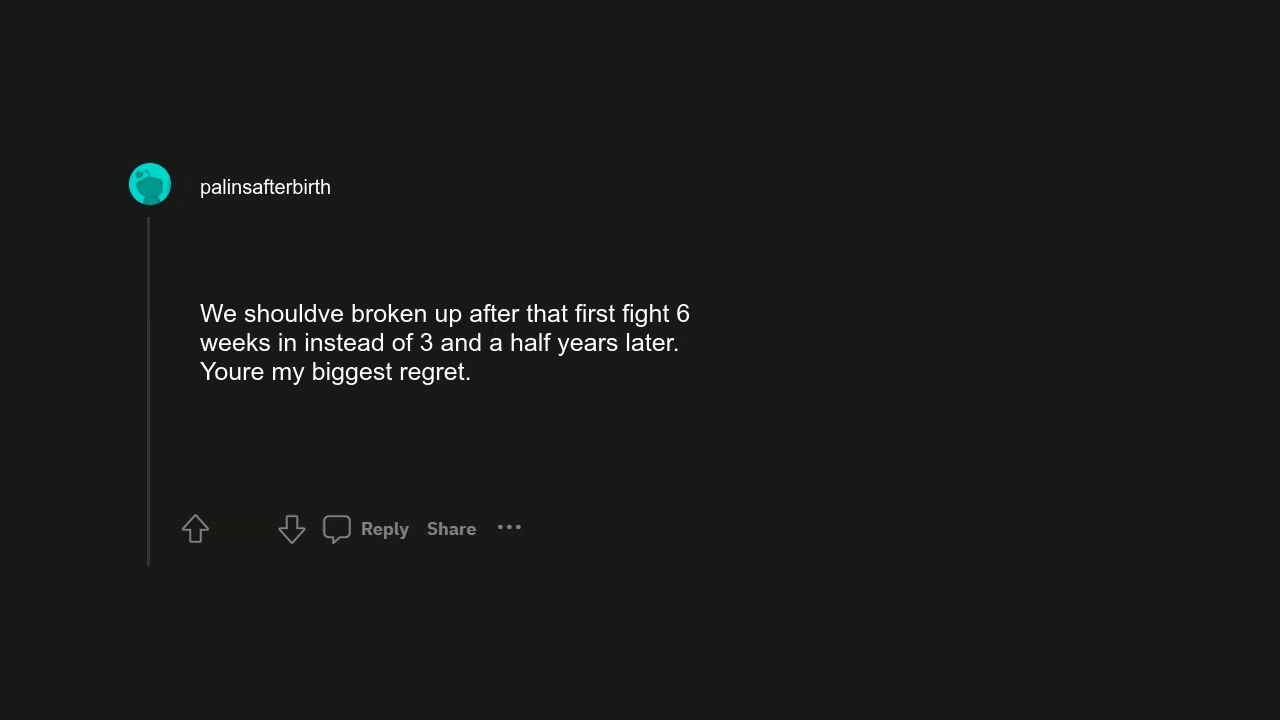 palinsafterbirth
We shouldve broken up after that first fight 6
weeks in instead of 3 and a half years later.
Youre my biggest regret.
Reply Share